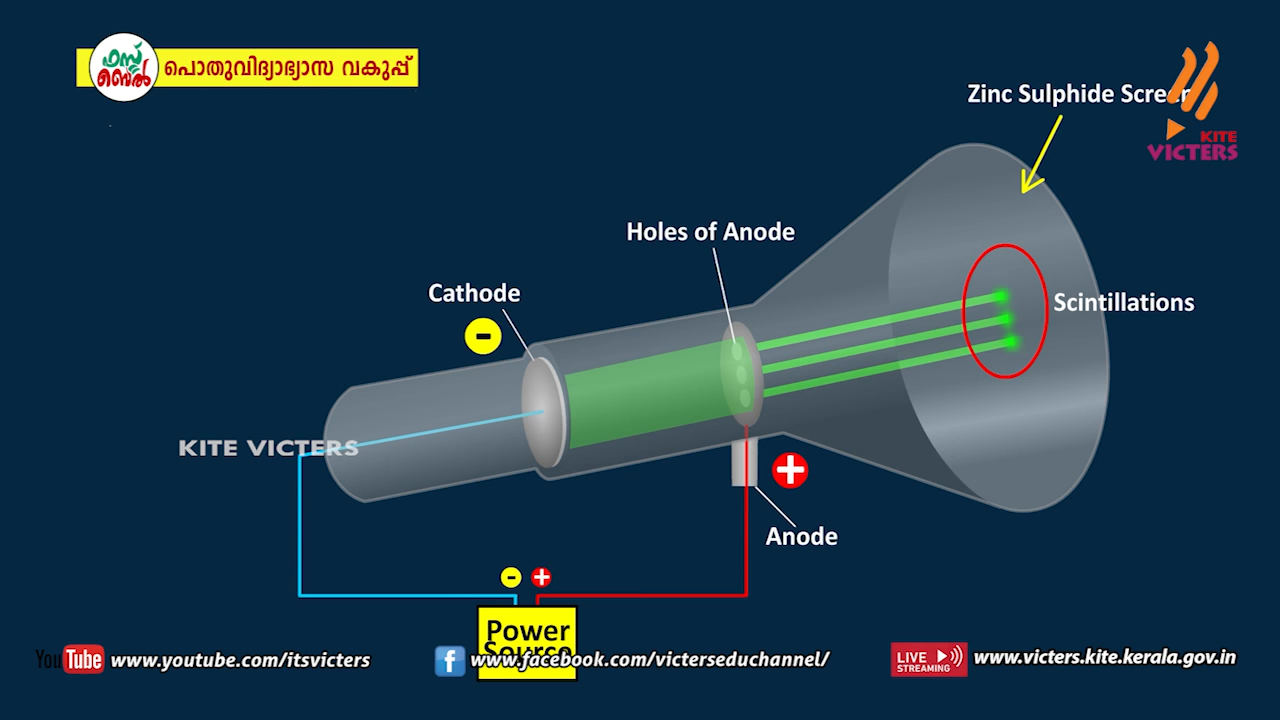 ഫസ്റ്റ്
ബെൽ
പൊതുവിദ്യാഭ്യാസ വകുപ്പ്
Zinc Sulphide Screen
KITE
VICTERS
Holes of Anode
Cathode
-
Scintillations
KITE VICTERS
+
Anode
- +
Power
Source
YouTube www.youtube.com/itsvicters
f www.facebook.com/victerseduchannel/
LIVE
STREAMING
www.victers.kite.kerala.gov.in